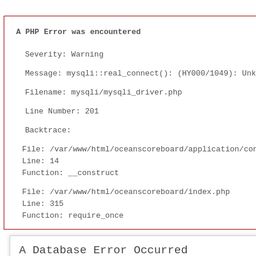 A PHP Error was encountered
Severity: Warning
Message: mysqli::real_connect(): (HY000/1049):
Filename: mysqli/mysqli_driver.php
Line Number: 201
Backtrace:
File: /var/www/html/oceanscoreboard/application/
Line: 14
Function: __construct
File: /var/www/html/oceanscoreboard/index.php
Line: 315
Function: require_once
A Database Error Occurred